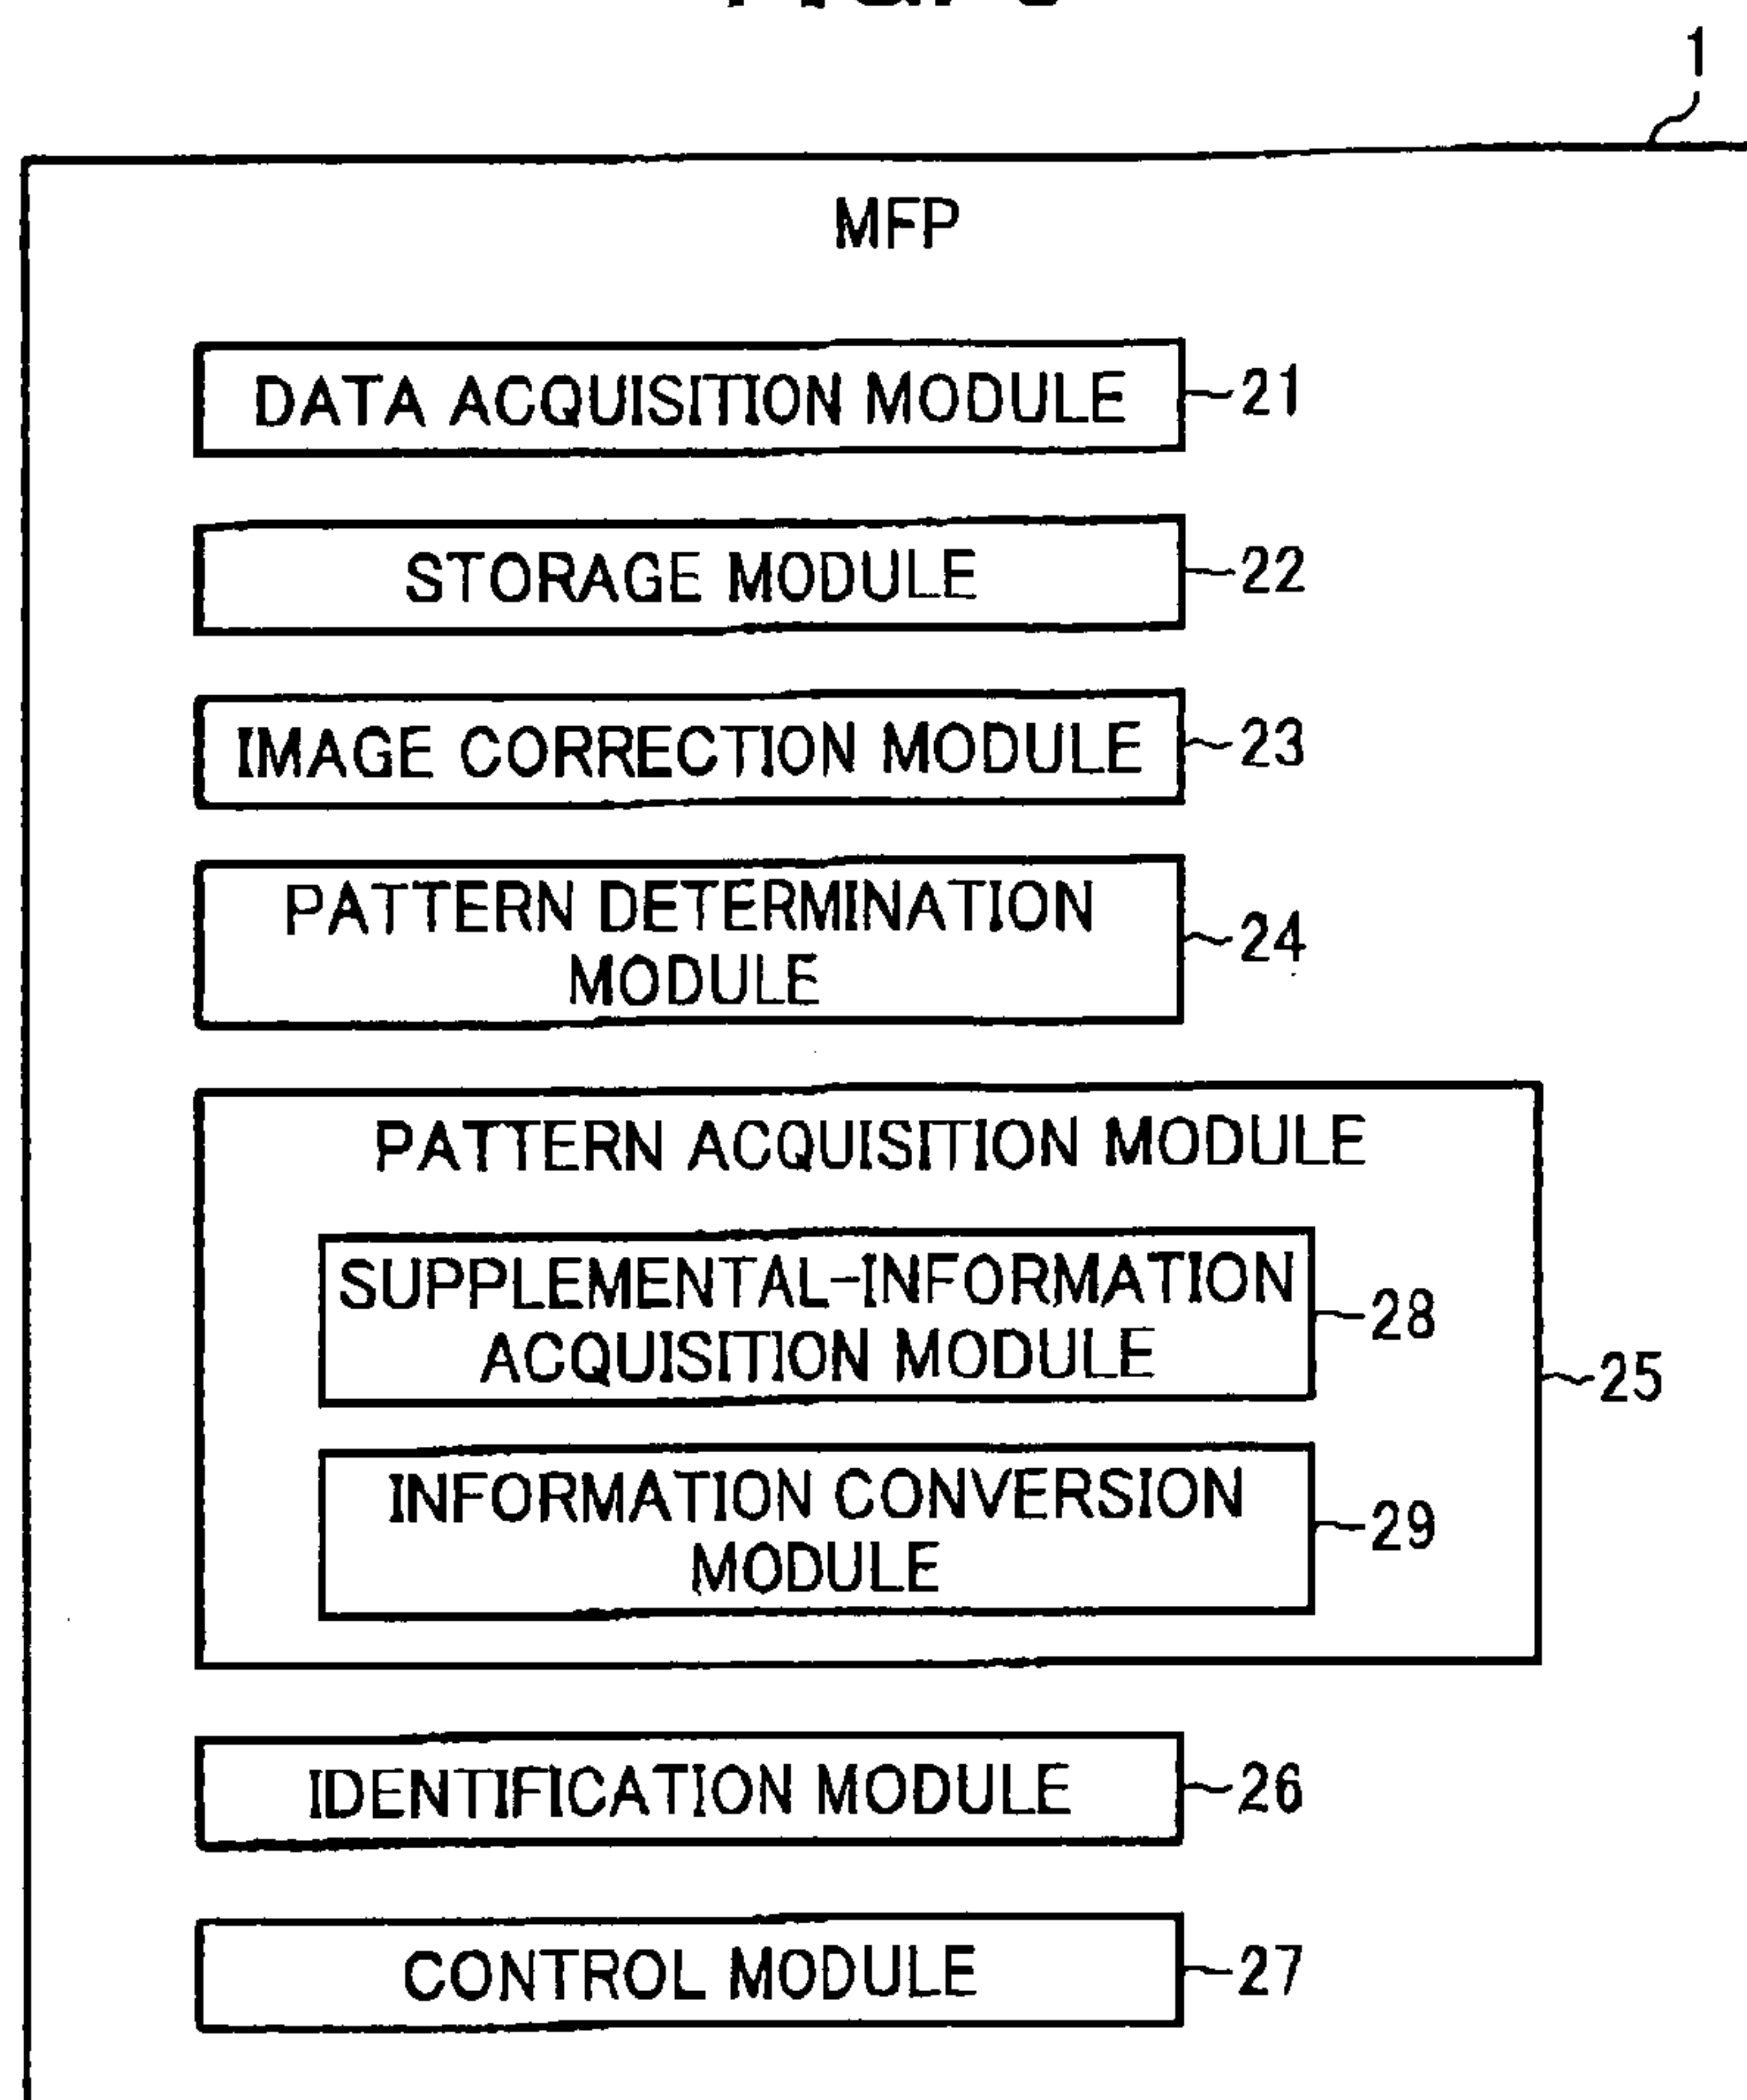 1
MFP
DATA ACQUISITION MODULE 21
STORAGE MODULE 22
IMAGE CORRECTION MODULE 23
PATTERN DETERMINATION
MODULE
24
PATTERN ACQUISITION MODULE
SUPPLEMENTAL-INFORMATION
ACQUISITION MODULE
28
25
INFORMATION CONVERSION
MODULE
29
IDENTIFICATION MODULE 26
CONTROL MODULE 27